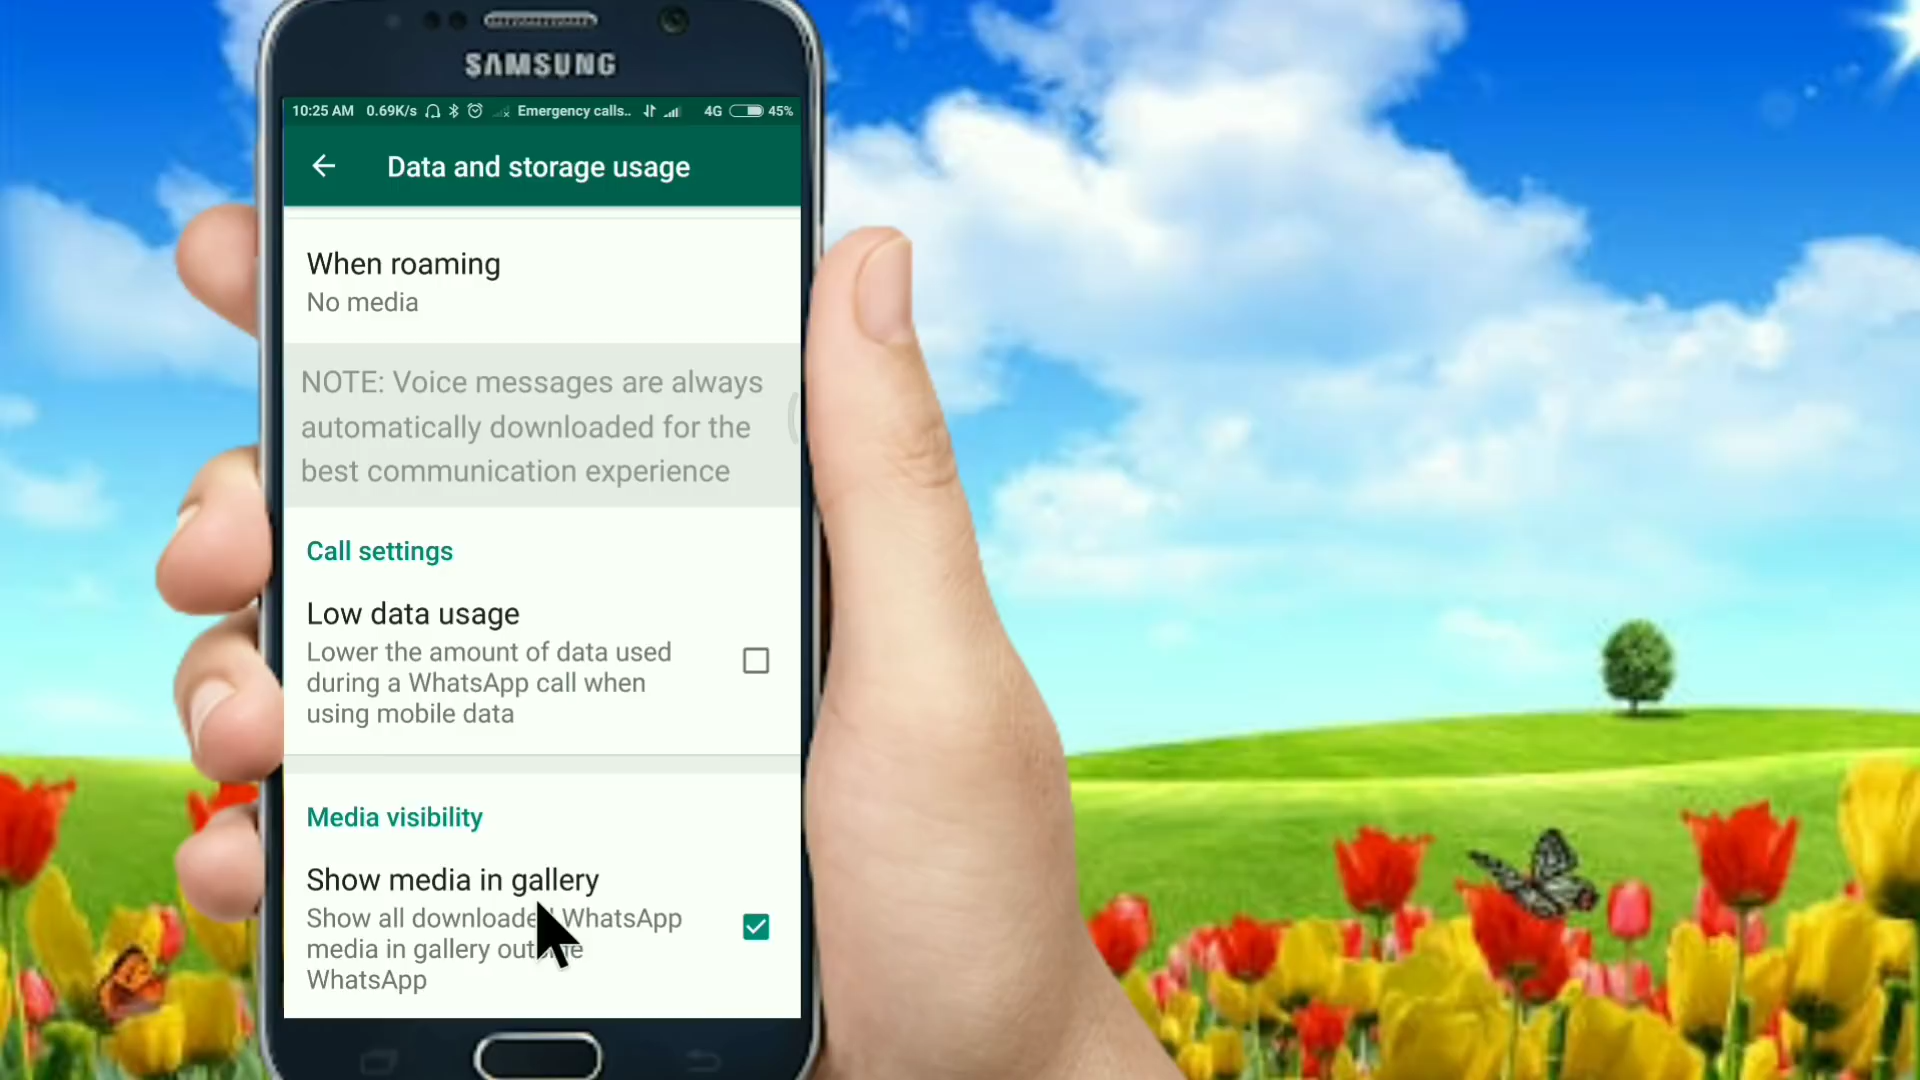 SAMSUNG
10:25 AM 0.69K/s Emergency calls.. 4G 45%
Data and storage usage
When roaming
No media
NOTE: Voice messages are always
automatically downloaded for the
best communication experience
Call settings
Low data usage
Lower the amount of data used
during a WhatsApp call when
using mobile data
Media visibility
Show media in gallery
Show all downloaded WhatsApp
media in gallery outside
WhatsApp